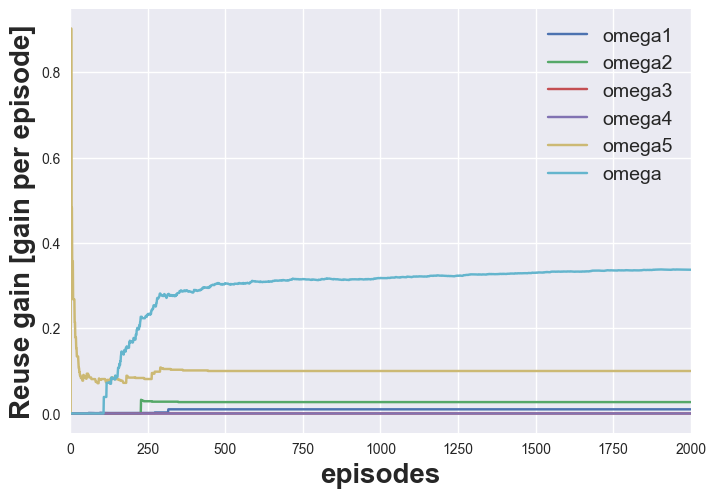 Reuse gain [gain per episode]
0.8
0.6
0.4
0.2
0.0
omega1
omega2
omega3
omega4
omega5
omega
0 250 500 750 1000 1250 1500 1750 2000
episodes